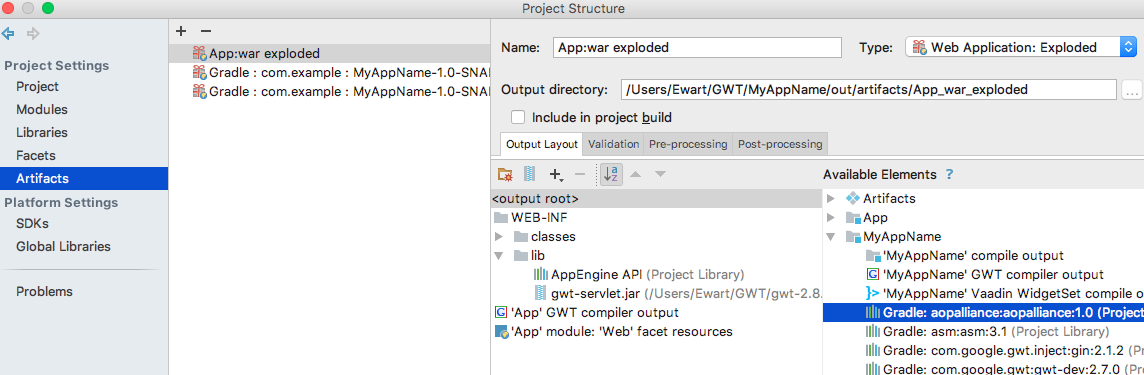 Project Structure
Project Settings
Project
Modules
Libraries
Facets
Artifacts
Platform Settings
SDKs
Global Libraries
Problems
App:war exploded
Gradle : com.example : MyAppName-1.0-SNA
Gradle : com.example : MyAppName-1.0-SNA
Name: App:war exploded Type: Web Application: Exploded
Output directory: /Users/Ewart/GWT/MyAppName/out/artifacts/App_war_exploded ...
Include in project build
Output Layout Validation Pre-processing Post-processing
<output root>
WEB-INF
classes
lib
AppEngine API (Project Library)
gwt-servlet.jar (/Users/Ewart/GWT/gwt-2.8.
'App' GWT compiler output
'App' module: 'Web' facet resources
Available Elements ?
Artifacts
App
MyAppName
'MyAppName' compile output
'MyAppName' GWT compiler output
'MyAppName' Vaadin WidgetSet compile o
Gradle: aopalliance:aopalliance:1.0 (Project
Gradle: asm:asm:3.1 (Project Library)
Gradle: com.google.gwt.inject:gin:2.1.2 (Pr
Gradle: com.google.gwt:gwt-dev:2.7.0 (Proj